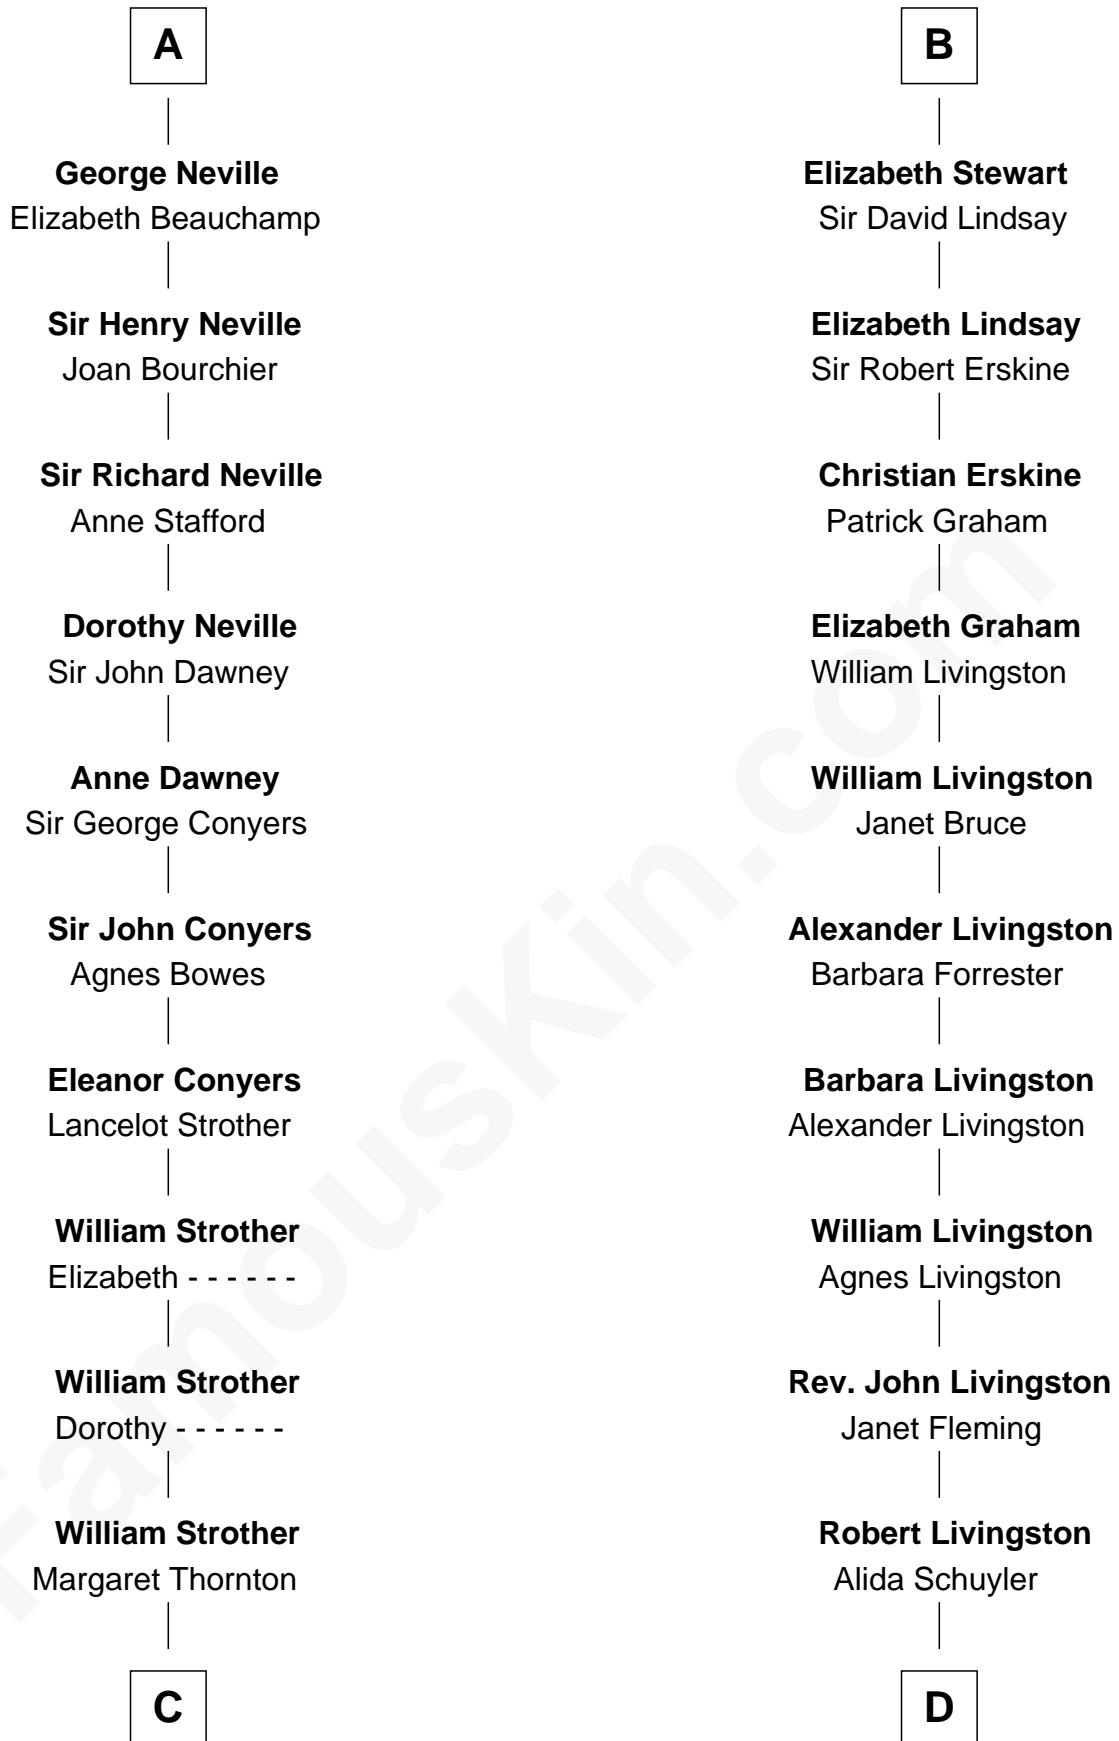 A
George Neville
Elizabeth Beauchamp
Sir Henry Neville
Joan Bourchier
Sir Richard Neville
Anne Stafford
Dorothy Neville
Sir John Dawney
Anne Dawney
Sir George Conyers
Sir John Conyers
Agnes Bowes
Eleanor Conyers
Lancelot Strother
William Strother
Elizabeth - - - - - -
William Strother
Dorothy - - - - - -
William Strother
Margaret Thornton
C
B
Elizabeth Stewart
Sir David Lindsay
Elizabeth Lindsay
Sir Robert Erskine
Christian Erskine
Patrick Graham
Elizabeth Graham
William Livingston
William Livingston
Janet Bruce
Alexander Livingston
Barbara Forrester
Barbara Livingston
Alexander Livingston
William Livingston
Agnes Livingston
Rev. John Livingston
Janet Fleming
Robert Livingston
Alida Schuyler
D
FamousKin.com